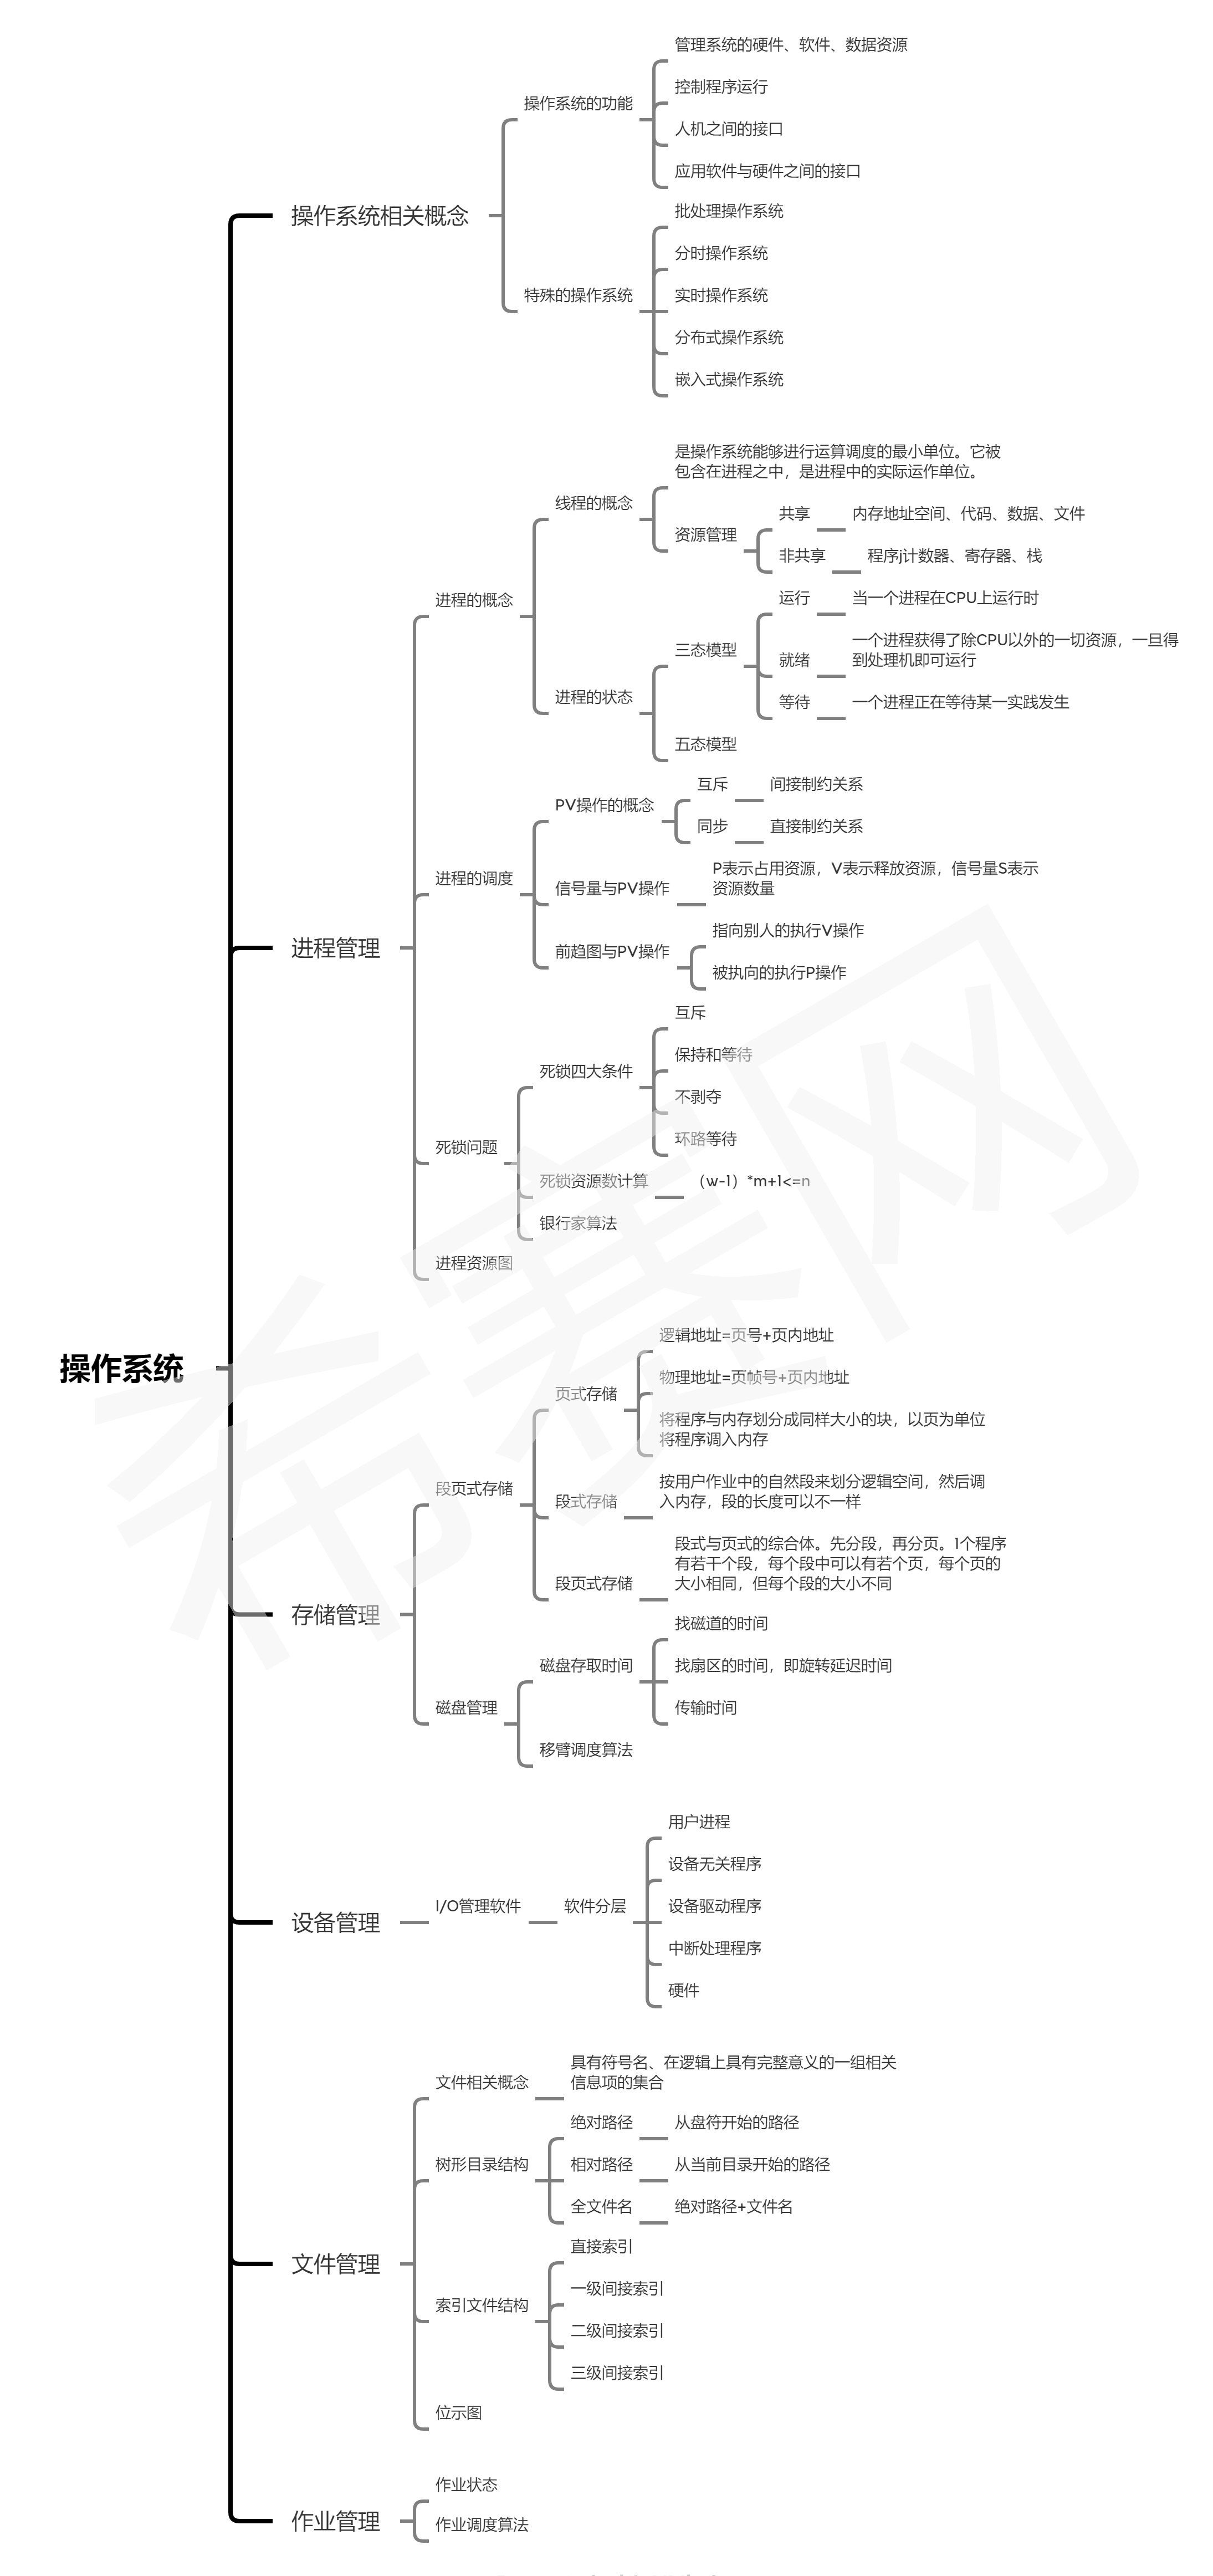 操作系统
操作系统相关概念
操作系统的功能
管理系统的硬件、软件、数据资源
控制程序运行
人机之间的接口
应用软件与硬件之间的接口
特殊的操作系统
批处理操作系统
分时操作系统
实时操作系统
分布式操作系统
嵌入式操作系统
进程管理
进程的概念
线程的概念
是操作系统能够进行运算调度的最小单位。它被
包含在进程之中，是进程中的实际运作单位。
资源管理
共享
内存地址空间、代码、数据、文件
非共享
程序j计数器、寄存器、栈
进程的状态
三态模型
运行
当一个进程在CPU上运行时
就绪
一个进程获得了除CPU以外的一切资源，一旦得
到处理机即可运行
等待
一个进程正在等待某一实践发生
五态模型
进程的调度
PV操作的概念
互斥
间接制约关系
同步
直接制约关系
信号量与PV操作
P表示占用资源，V表示释放资源，信号量S表示
资源数量
前趋图与PV操作
指向别人的执行V操作
被执向的执行P操作
死锁问题
死锁四大条件
互斥
保持和等待
不剥夺
环路等待
死锁资源数计算
（w-1）*m+1<=n
银行家算法
进程资源图
存储管理
段页式存储
页式存储
逻辑地址=页号+页内地址
物理地址=页帧号+页内地址
将程序与内存划分成同样大小的块，以页为单位
将程序调入内存
段式存储
按用户作业中的自然段来划分逻辑空间，然后调
入内存，段的长度可以不一样
段页式存储
段式与页式的综合体。先分段，再分页。1个程序
有若干个段，每个段中可以有若个页，每个页的
大小相同，但每个段的大小不同
磁盘管理
磁盘存取时间
找磁道的时间
找扇区的时间，即旋转延迟时间
传输时间
移臂调度算法
设备管理
I/O管理软件
软件分层
用户进程
设备无关程序
设备驱动程序
中断处理程序
硬件
文件管理
文件相关概念
具有符号名、在逻辑上具有完整意义的一组相关
信息项的集合
树形目录结构
绝对路径
从盘符开始的路径
相对路径
从当前目录开始的路径
全文件名
绝对路径+文件名
索引文件结构
直接索引
一级间接索引
二级间接索引
三级间接索引
位示图
作业管理
作业状态
作业调度算法
希赛网